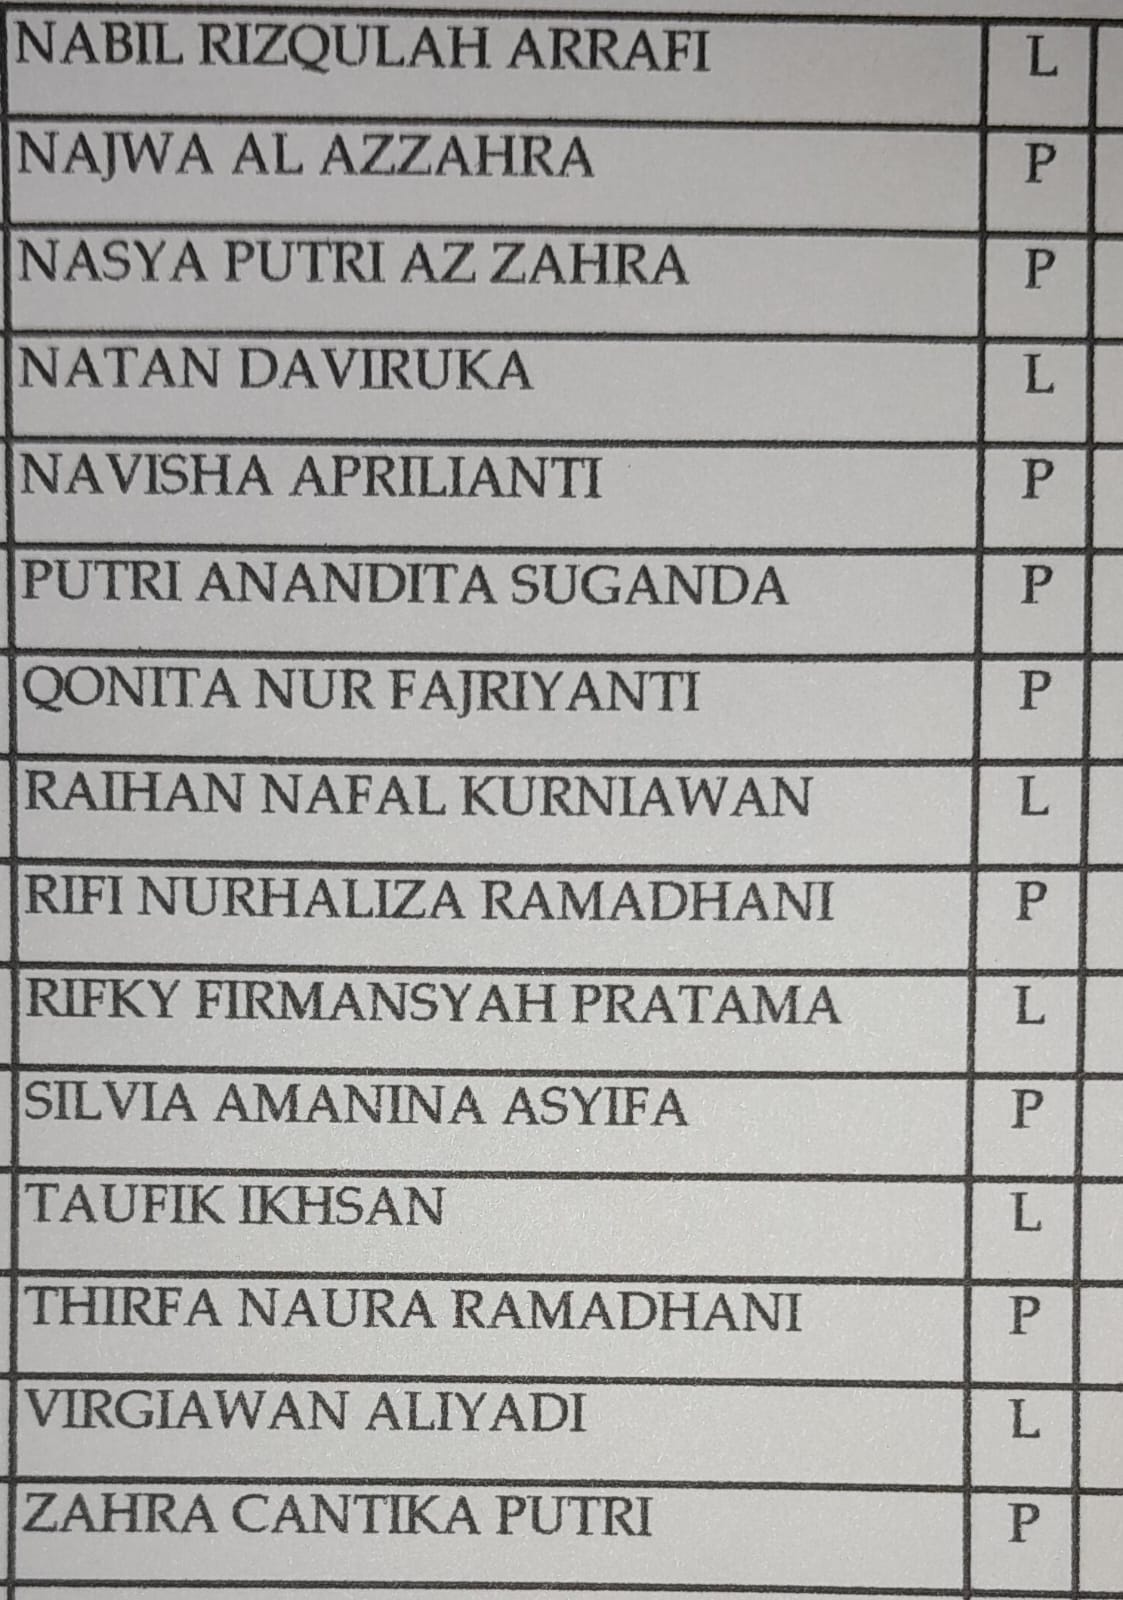 NABIL RIZQULAH ARRAFI L
NAJWA AL AZZAHRA P
NASYA PUTRI AZ ZAHRA P
NATAN DAVIRUKA L
NAVISHA APRILIANTI P
PUTRI ANANDITA SUGANDA P
QONITA NUR FAJRIYANTI P
RAIHAN NAFAL KURNIAWAN L
RIFI NURHALIZA RAMADHANI P
RIFKY FIRMANSYAH PRATAMA L
SILVIA AMANINA ASYIFA P
TAUFIK IKHSAN L
THIRFA NAURA RAMADHANI P
VIRGIAWAN ALIYADI L
ZAHRA CANTIKA PUTRI P